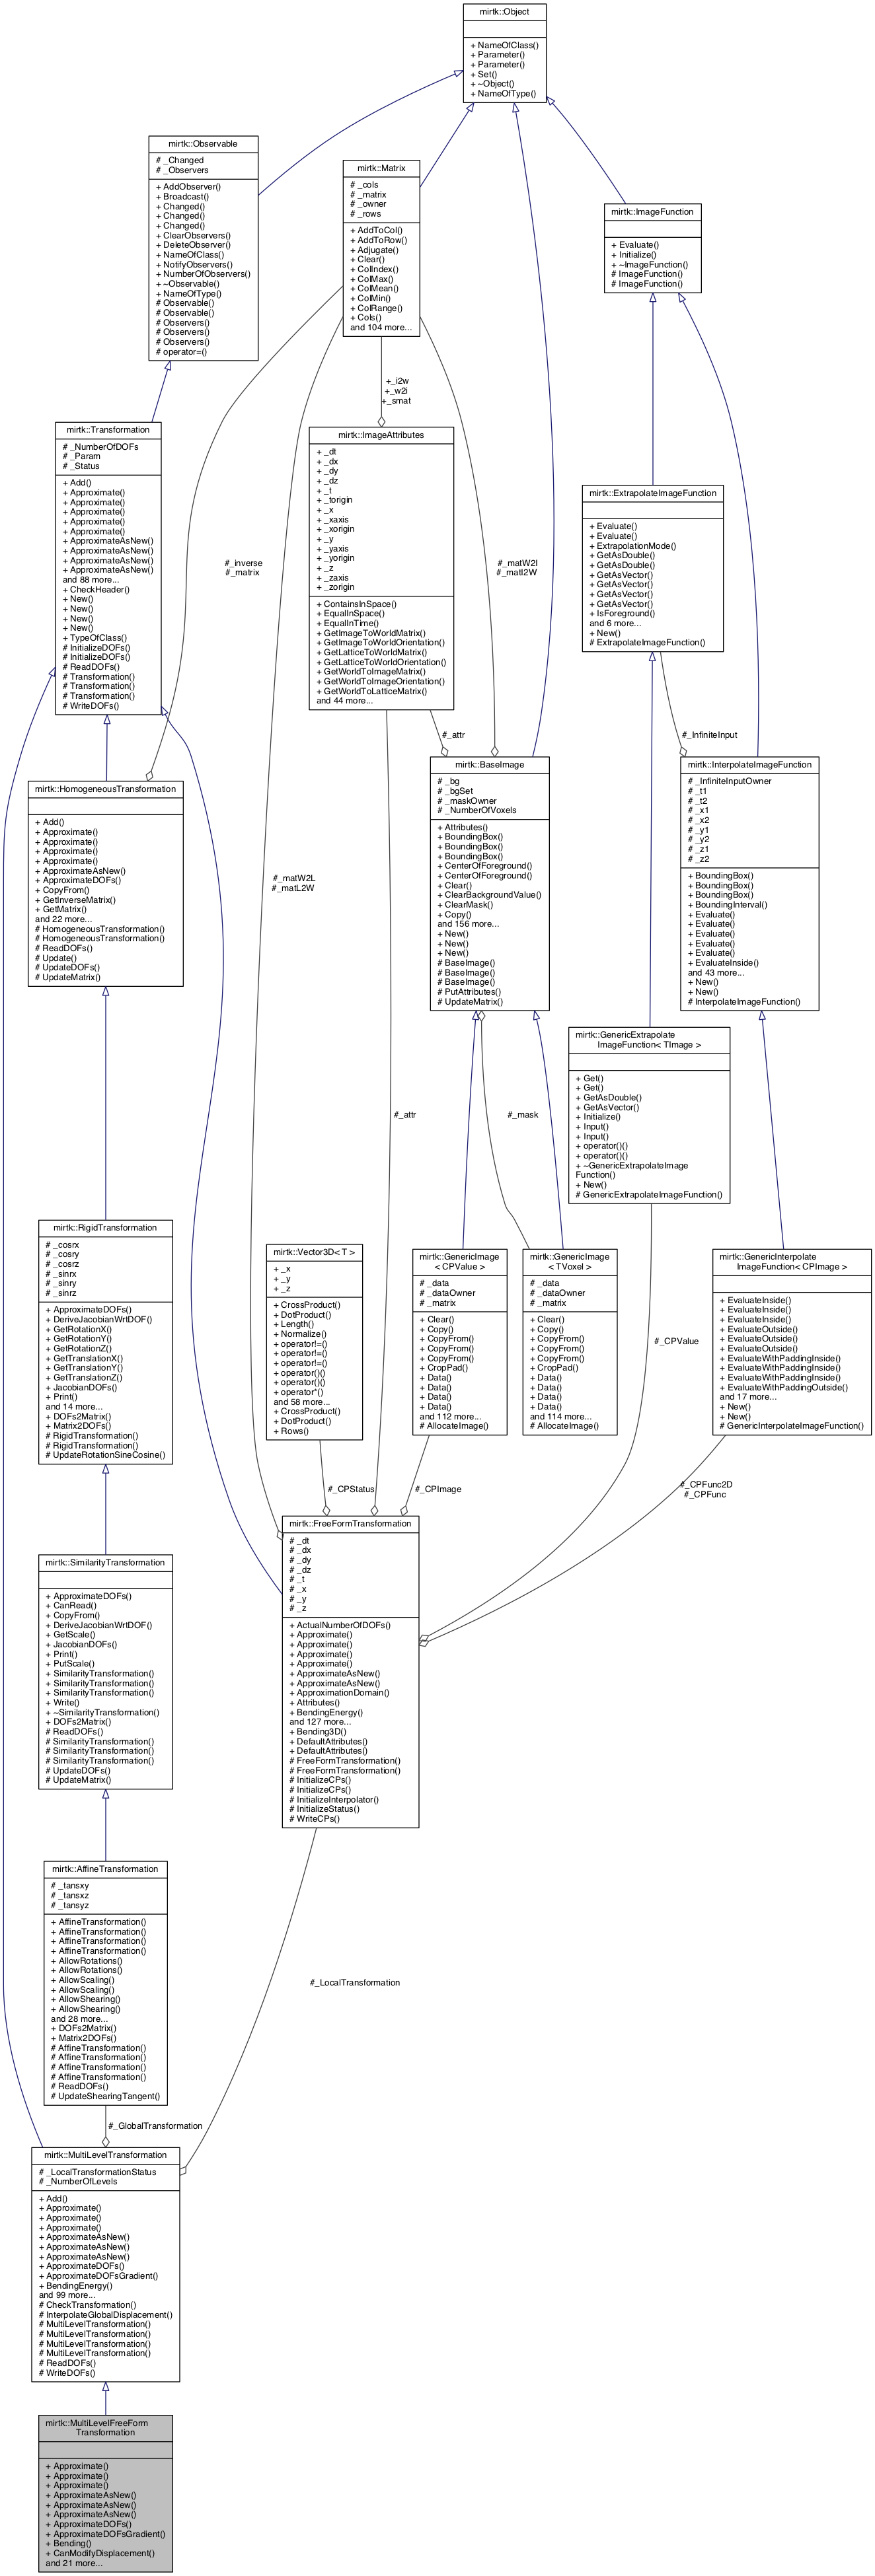 mirtk::Object
+ NameOfClass()
+ Parameter()
+ Parameter()
+ Set()
+ ~Object()
+ NameOfType()
mirtk::Observable
# _Changed
# _Observers
+ AddObserver()
+ Broadcast()
+ Changed()
+ Changed()
+ Changed()
+ ClearObservers()
+ DeleteObserver()
+ NameOfClass()
+ NotifyObservers()
+ NumberOfObservers()
+ ~Observable()
+ NameOfType()
# Observable()
# Observable()
# Observers()
# Observers()
# Observers()
# operator=()
mirtk::Matrix
# _cols
# _matrix
# _owner
# _rows
+ AddToCol()
+ AddToRow()
+ Adjugate()
+ Clear()
+ ColIndex()
+ ColMax()
+ ColMean()
+ ColMin()
+ ColRange()
+ Cols()
and 104 more...
mirtk::ImageFunction
+ Evaluate()
+ Initialize()
+ ~ImageFunction()
# ImageFunction()
# ImageFunction()
+_i2w
+_w2i
+_smat
mirtk::Transformation
# _NumberOfDOFs
# _Param
# _Status
+ Add()
+ Approximate()
+ Approximate()
+ Approximate()
+ Approximate()
+ Approximate()
+ ApproximateAsNew()
+ ApproximateAsNew()
+ ApproximateAsNew()
+ ApproximateAsNew()
and 88 more...
+ CheckHeader()
+ New()
+ New()
+ New()
+ New()
+ TypeOfClass()
# InitializeDOFs()
# InitializeDOFs()
# ReadDOFs()
# Transformation()
# Transformation()
# Transformation()
# WriteDOFs()
#_inverse
#_matrix
mirtk::ImageAttributes
+ _dt
+ _dx
+ _dy
+ _dz
+ _t
+ _torigin
+ _x
+ _xaxis
+ _xorigin
+ _y
+ _yaxis
+ _yorigin
+ _z
+ _zaxis
+ _zorigin
+ ContainsInSpace()
+ EqualInSpace()
+ EqualInTime()
+ GetImageToWorldMatrix()
+ GetImageToWorldOrientation()
+ GetLatticeToWorldMatrix()
+ GetLatticeToWorldOrientation()
+ GetWorldToImageMatrix()
+ GetWorldToImageOrientation()
+ GetWorldToLatticeMatrix()
and 44 more...
#_matW2I
#_matI2W
mirtk::ExtrapolateImageFunction
+ Evaluate()
+ Evaluate()
+ ExtrapolationMode()
+ GetAsDouble()
+ GetAsDouble()
+ GetAsVector()
+ GetAsVector()
+ GetAsVector()
+ GetAsVector()
+ IsForeground()
and 6 more...
+ New()
# ExtrapolateImageFunction()
#_attr
#_InfiniteInput
mirtk::HomogeneousTransformation
+ Add()
+ Approximate()
+ Approximate()
+ Approximate()
+ Approximate()
+ ApproximateAsNew()
+ ApproximateDOFs()
+ CopyFrom()
+ GetInverseMatrix()
+ GetMatrix()
and 22 more...
# HomogeneousTransformation()
# HomogeneousTransformation()
# ReadDOFs()
# Update()
# UpdateDOFs()
# UpdateMatrix()
#_matW2L
#_matL2W
mirtk::BaseImage
# _bg
# _bgSet
# _maskOwner
# _NumberOfVoxels
+ Attributes()
+ BoundingBox()
+ BoundingBox()
+ BoundingBox()
+ CenterOfForeground()
+ CenterOfForeground()
+ Clear()
+ ClearBackgroundValue()
+ ClearMask()
+ Copy()
and 156 more...
+ New()
+ New()
+ New()
# BaseImage()
# BaseImage()
# BaseImage()
# PutAttributes()
# UpdateMatrix()
mirtk::InterpolateImageFunction
# _InfiniteInputOwner
# _t1
# _t2
# _x1
# _x2
# _y1
# _y2
# _z1
# _z2
+ BoundingBox()
+ BoundingBox()
+ BoundingBox()
+ BoundingInterval()
+ Evaluate()
+ Evaluate()
+ Evaluate()
+ Evaluate()
+ Evaluate()
+ EvaluateInside()
and 43 more...
+ New()
+ New()
# InterpolateImageFunction()
#_attr
#_mask
mirtk::GenericExtrapolate
ImageFunction< TImage >
+ Get()
+ Get()
+ GetAsDouble()
+ GetAsVector()
+ Initialize()
+ Input()
+ Input()
+ operator()()
+ operator()()
+ ~GenericExtrapolateImage
Function()
+ New()
# GenericExtrapolateImageFunction()
mirtk::RigidTransformation
# _cosrx
# _cosry
# _cosrz
# _sinrx
# _sinry
# _sinrz
+ ApproximateDOFs()
+ DeriveJacobianWrtDOF()
+ GetRotationX()
+ GetRotationY()
+ GetRotationZ()
+ GetTranslationX()
+ GetTranslationY()
+ GetTranslationZ()
+ JacobianDOFs()
+ Print()
and 14 more...
+ DOFs2Matrix()
+ Matrix2DOFs()
# RigidTransformation()
# RigidTransformation()
# UpdateRotationSineCosine()
mirtk::Vector3D< T >
+ _x
+ _y
+ _z
+ CrossProduct()
+ DotProduct()
+ Length()
+ Normalize()
+ operator!=()
+ operator!=()
+ operator!=()
+ operator()()
+ operator()()
+ operator*()
and 58 more...
+ CrossProduct()
+ DotProduct()
+ Rows()
mirtk::GenericImage
< CPValue >
# _data
# _dataOwner
# _matrix
+ Clear()
+ Copy()
+ CopyFrom()
+ CopyFrom()
+ CopyFrom()
+ CropPad()
+ Data()
+ Data()
+ Data()
+ Data()
and 112 more...
# AllocateImage()
mirtk::GenericImage
< TVoxel >
# _data
# _dataOwner
# _matrix
+ Clear()
+ Copy()
+ CopyFrom()
+ CopyFrom()
+ CopyFrom()
+ CropPad()
+ Data()
+ Data()
+ Data()
+ Data()
and 114 more...
# AllocateImage()
#_CPValue
mirtk::GenericInterpolate
ImageFunction< CPImage >
+ EvaluateInside()
+ EvaluateInside()
+ EvaluateInside()
+ EvaluateOutside()
+ EvaluateOutside()
+ EvaluateOutside()
+ EvaluateWithPaddingInside()
+ EvaluateWithPaddingInside()
+ EvaluateWithPaddingInside()
+ EvaluateWithPaddingOutside()
and 17 more...
+ New()
+ New()
# GenericInterpolateImageFunction()
#_CPStatus
#_CPImage
#_CPFunc2D
#_CPFunc
mirtk::FreeFormTransformation
# _dt
# _dx
# _dy
# _dz
# _t
# _x
# _y
# _z
+ ActualNumberOfDOFs()
+ Approximate()
+ Approximate()
+ Approximate()
+ Approximate()
+ ApproximateAsNew()
+ ApproximateAsNew()
+ ApproximationDomain()
+ Attributes()
+ BendingEnergy()
and 127 more...
+ Bending3D()
+ DefaultAttributes()
+ DefaultAttributes()
# FreeFormTransformation()
# FreeFormTransformation()
# InitializeCPs()
# InitializeCPs()
# InitializeInterpolator()
# InitializeStatus()
# WriteCPs()
mirtk::SimilarityTransformation
+ ApproximateDOFs()
+ CanRead()
+ CopyFrom()
+ DeriveJacobianWrtDOF()
+ GetScale()
+ JacobianDOFs()
+ Print()
+ PutScale()
+ SimilarityTransformation()
+ SimilarityTransformation()
+ SimilarityTransformation()
+ Write()
+ ~SimilarityTransformation()
+ DOFs2Matrix()
# ReadDOFs()
# SimilarityTransformation()
# SimilarityTransformation()
# SimilarityTransformation()
# UpdateDOFs()
# UpdateMatrix()
mirtk::AffineTransformation
# _tansxy
# _tansxz
# _tansyz
+ AffineTransformation()
+ AffineTransformation()
+ AffineTransformation()
+ AffineTransformation()
+ AllowRotations()
+ AllowRotations()
+ AllowScaling()
+ AllowScaling()
+ AllowShearing()
+ AllowShearing()
and 28 more...
+ DOFs2Matrix()
+ Matrix2DOFs()
# AffineTransformation()
# AffineTransformation()
# AffineTransformation()
# AffineTransformation()
# ReadDOFs()
# UpdateShearingTangent()
#_LocalTransformation
#_GlobalTransformation
mirtk::MultiLevelTransformation
# _LocalTransformationStatus
# _NumberOfLevels
+ Add()
+ Approximate()
+ Approximate()
+ Approximate()
+ ApproximateAsNew()
+ ApproximateAsNew()
+ ApproximateAsNew()
+ ApproximateDOFs()
+ ApproximateDOFsGradient()
+ BendingEnergy()
and 99 more...
# CheckTransformation()
# InterpolateGlobalDisplacement()
# MultiLevelTransformation()
# MultiLevelTransformation()
# MultiLevelTransformation()
# MultiLevelTransformation()
# ReadDOFs()
# WriteDOFs()
mirtk::MultiLevelFreeForm
Transformation
+ Approximate()
+ Approximate()
+ Approximate()
+ ApproximateAsNew()
+ ApproximateAsNew()
+ ApproximateAsNew()
+ ApproximateDOFs()
+ ApproximateDOFsGradient()
+ Bending()
+ CanModifyDisplacement()
and 21 more...